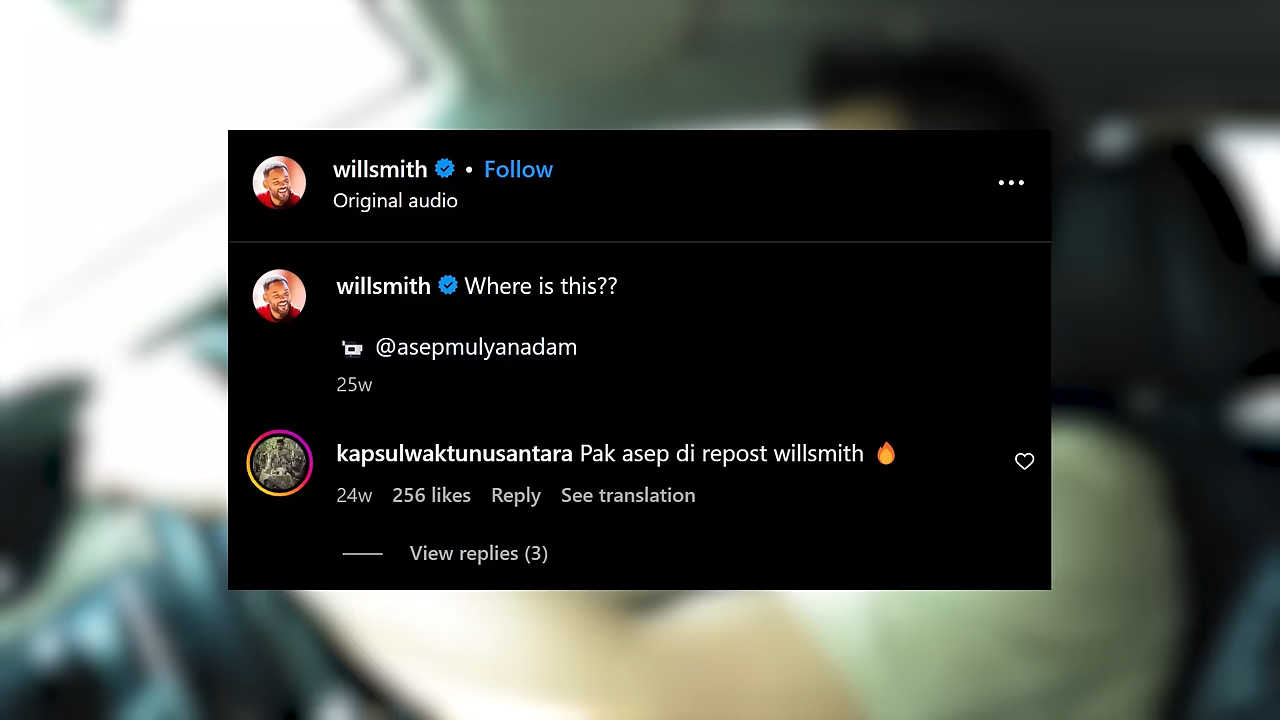 willsmith • Follow
Original audio
willsmith Where is this??
@asepmulyanadam
25w
kapsulwaktunusantara Pak asep di repost willsmith 🔥
24w 256 likes Reply See translation
View replies (3)